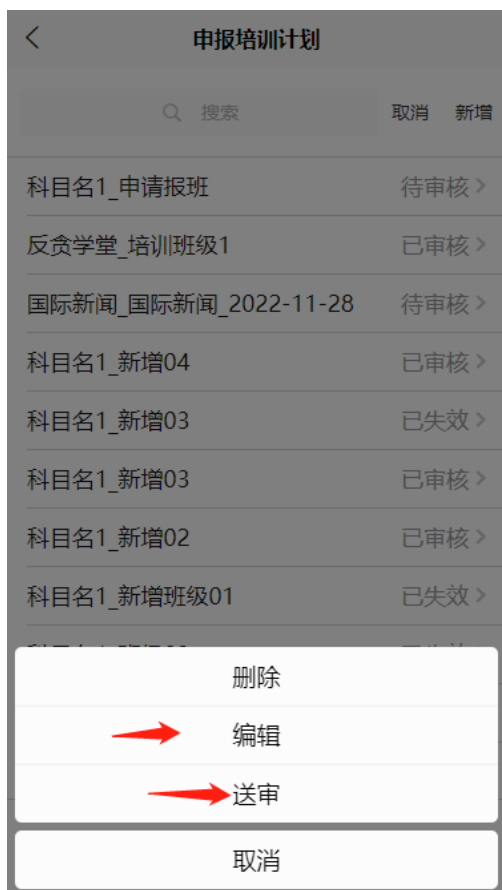 申报培训计划
搜索 取消 新增
科目名1_申请报班 待审核
反贪学堂_培训班级1 已审核
国际新闻_国际新闻_2022-11-28 待审核
科目名1_新增04 已审核
科目名1_新增03 已失效
科目名1_新增03 已审核
科目名1_新增02 已审核
科目名1_新增班级01 已失效
删除
编辑
送审
取消